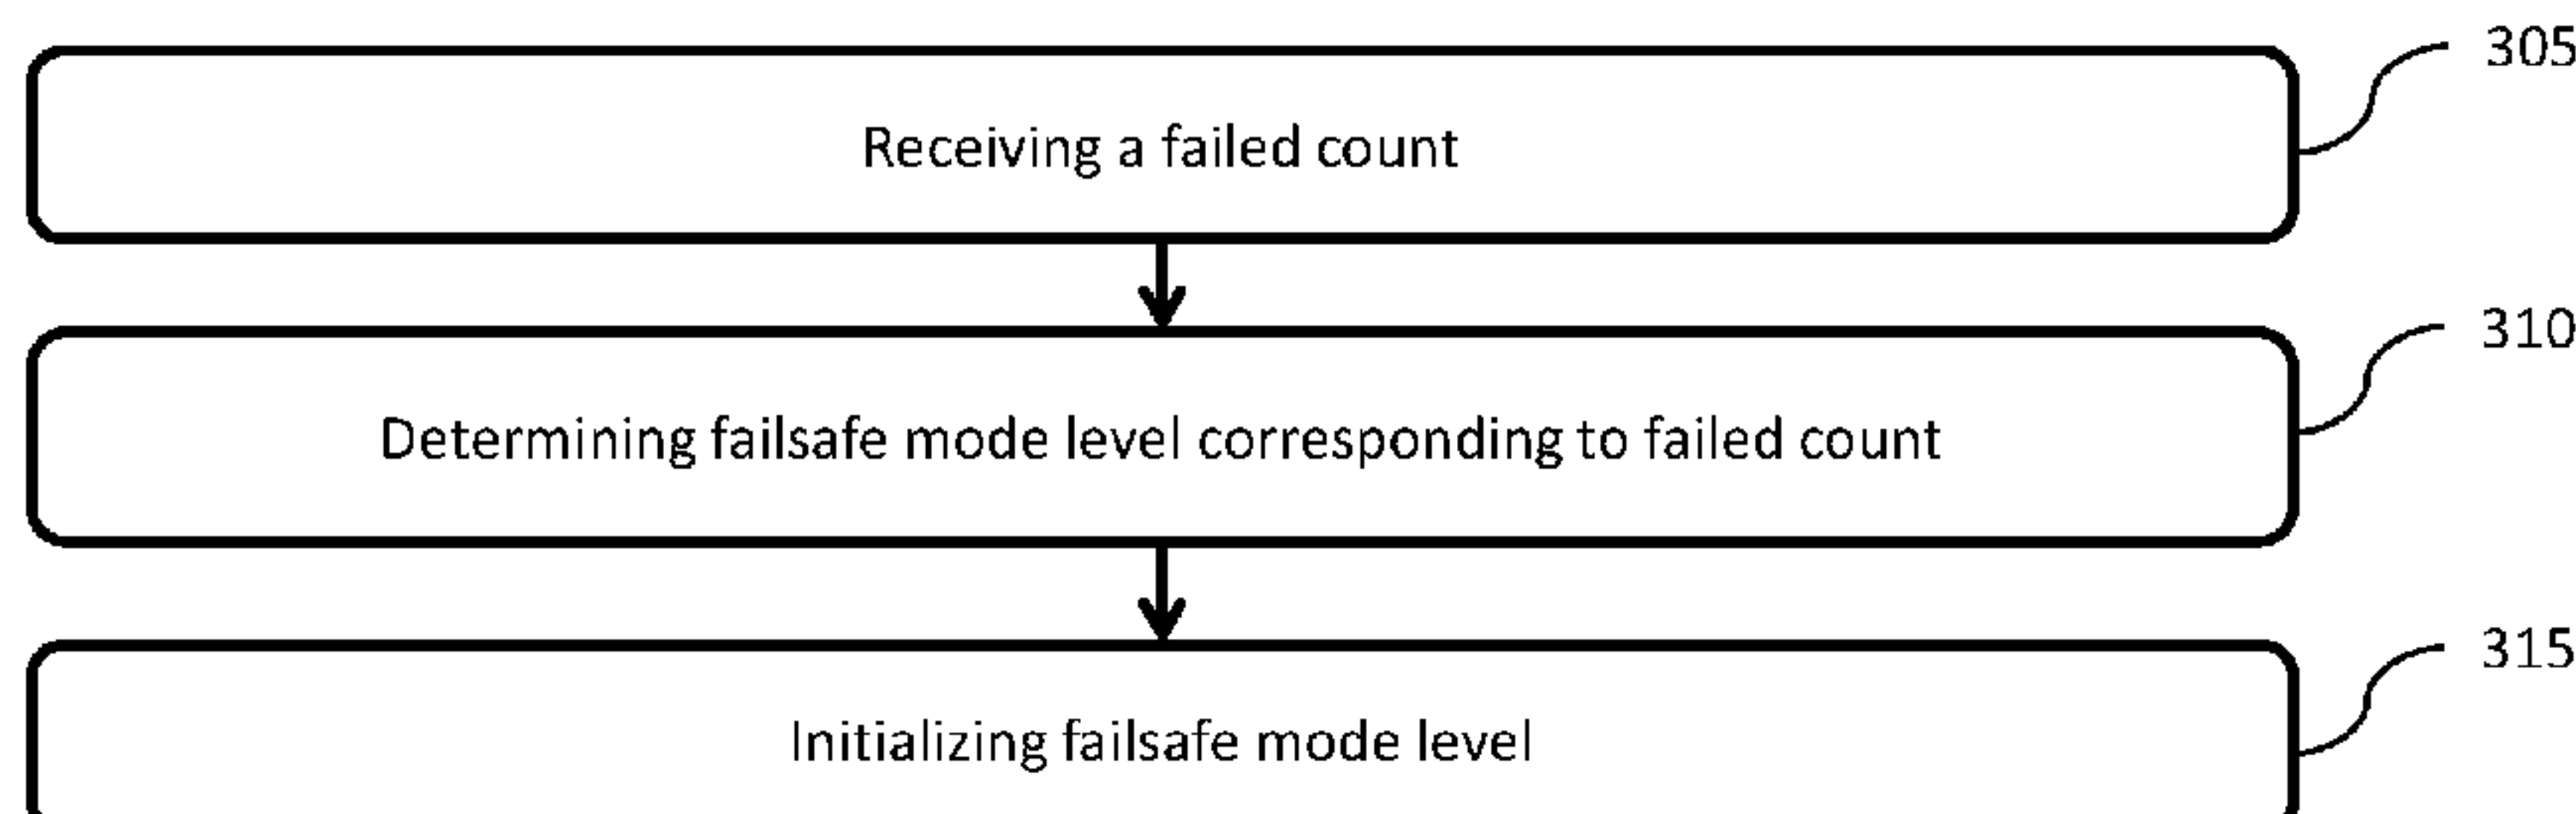 305
Receiving a failed count
310
Determining failsafe mode level corresponding to failed count
315
Initializing failsafe mode level